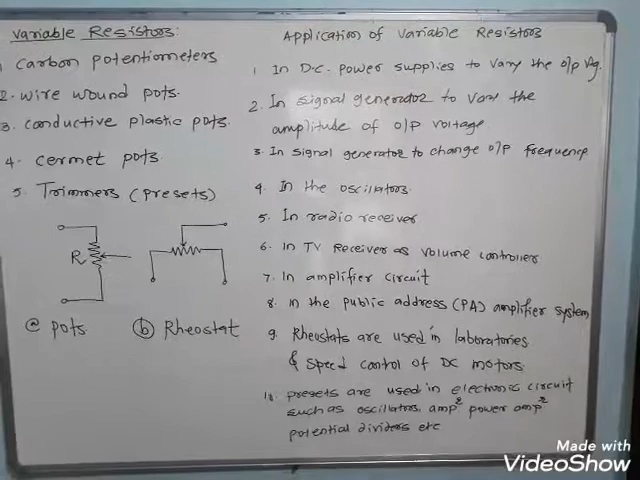 Variable Resistors:
1 Carbon potentiometers
2. wire wound pots.
3. conductive plastic pots.
4. cermet pots
5. Trimmers (presets)
R
ⓐ pots
ⓑ Rheostat
Application of Variable Resistors
1. In D.C. power supplies to vary the o/p Vg.
2. In signal generator to vary the
amplitude of o/p voltage
3. In signal generator to change o/p frequency
4. In the oscillators.
5. In radio receiver
6. In TV Receiver as volume controller
7. In amplifier circuit
8. In the public address (PA) amplifier system
9. Rheostats are used in laboratories
& speed control of DC motors.
10. presets are used in electronic circuit
such as oscillators, ampr power ampr
potential dividers etc
Made with
VideoShow